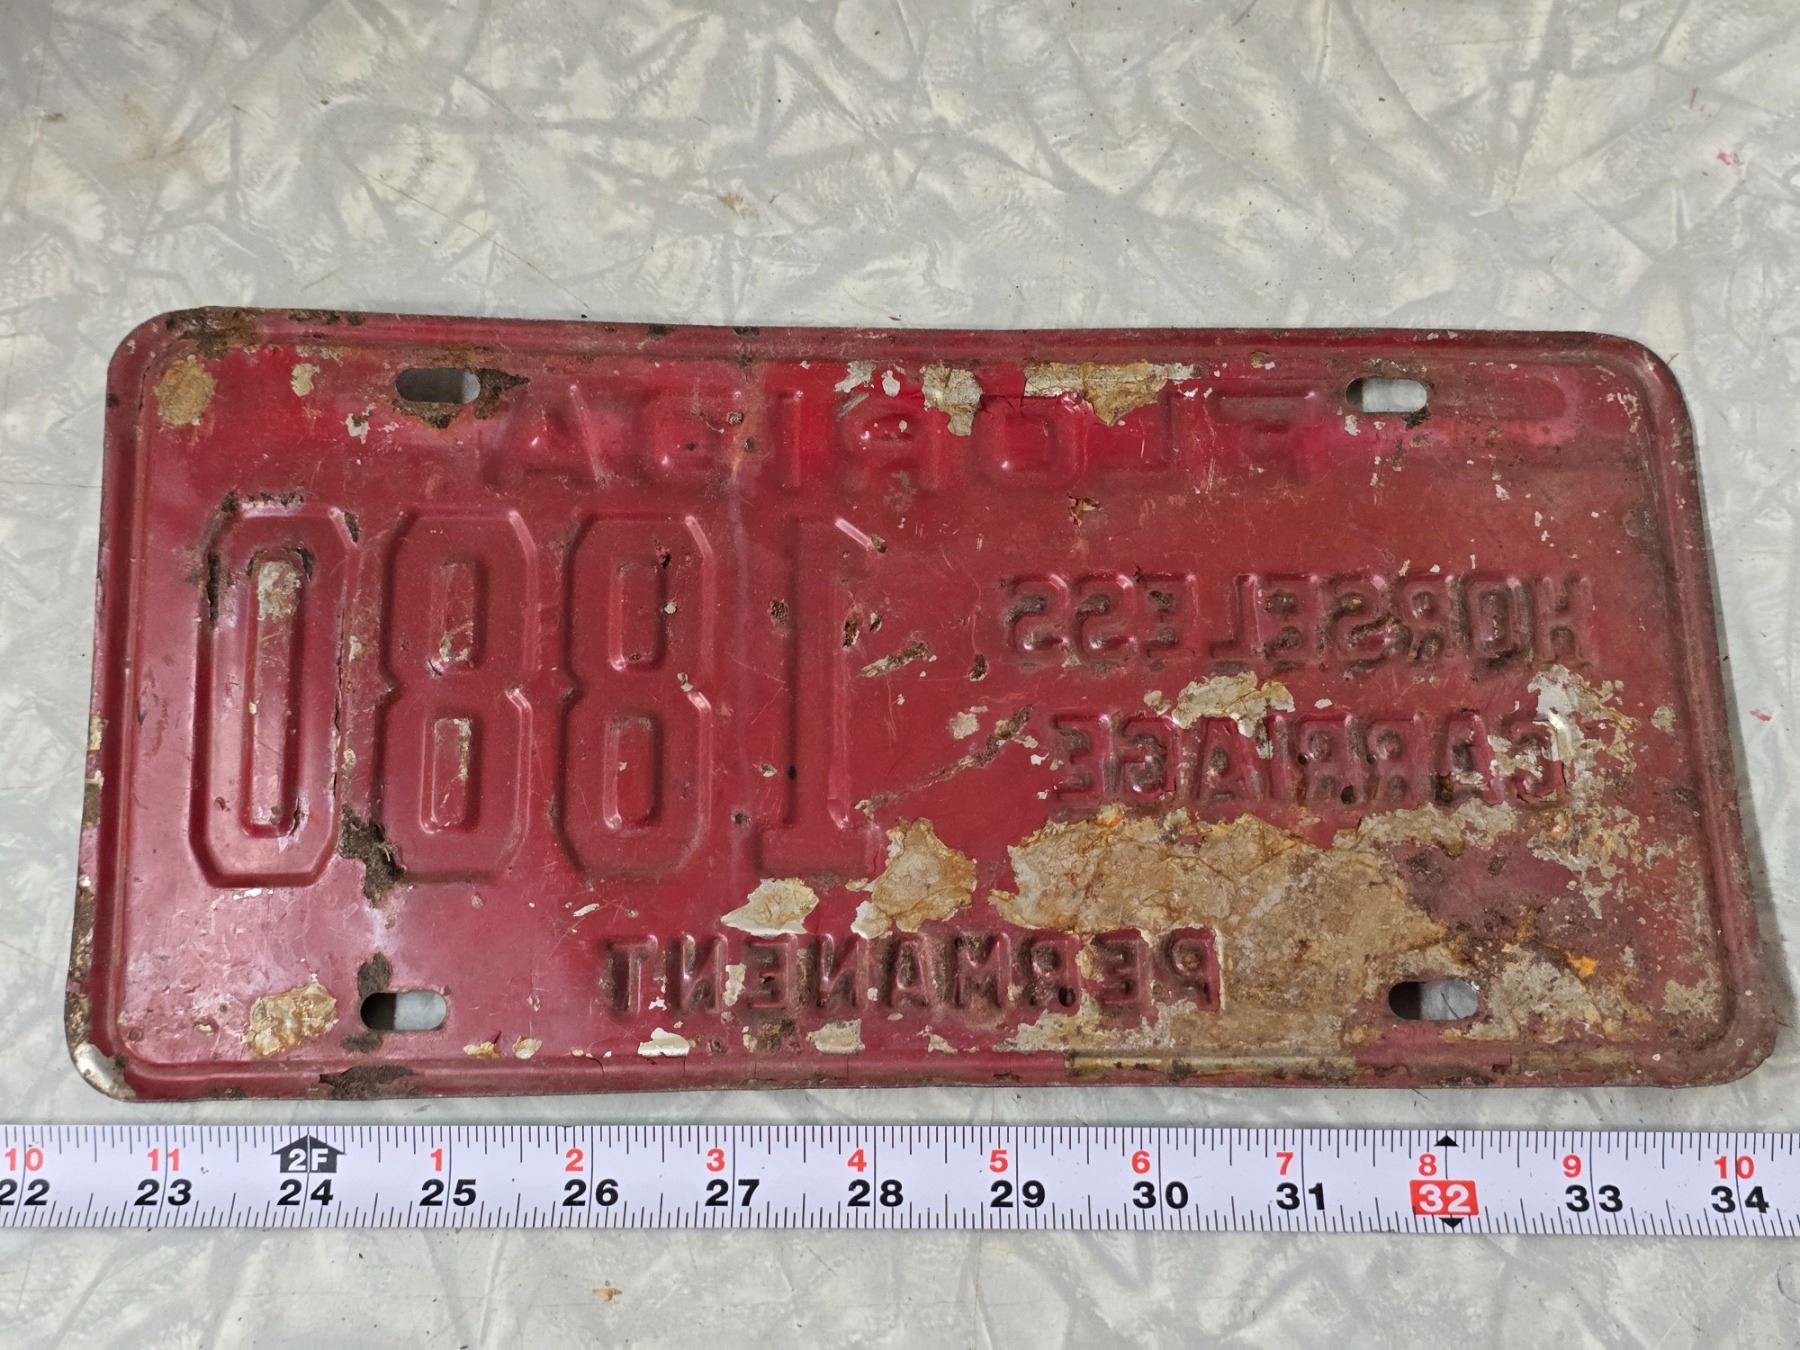 FLORIDA
HORSELESS 1880
CARRIAGE
PERMANENT
10 11 2F 1 2 3 4 5 6 7 8 9 10
22 23 24 25 26 27 28 29 30 31 32 33 34